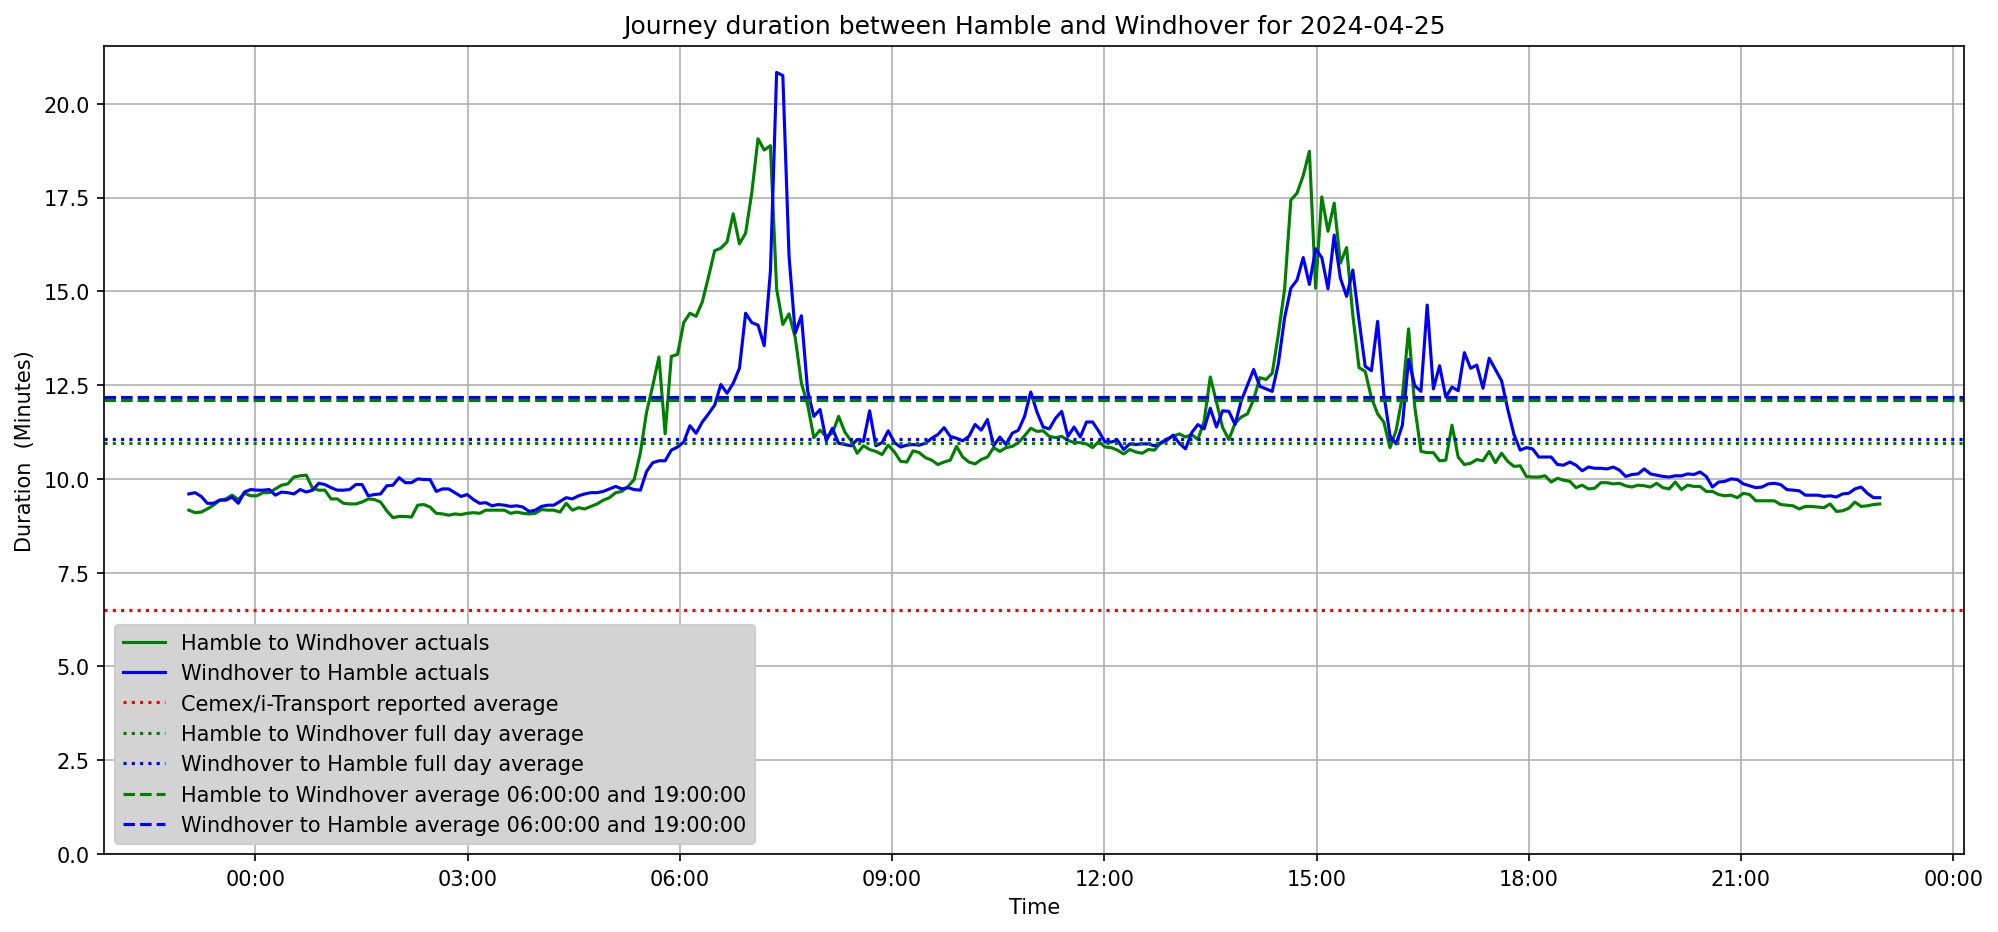 Journey duration between Hamble and Windhover for 2024-04-25
20.0
17.5
15.0
12.5
10.0
7.5
5.0
2.5
0.0
Duration (Minutes)
Hamble to Windhover actuals
Windhover to Hamble actuals
Cemex/i-Transport reported average
Hamble to Windhover full day average
Windhover to Hamble full day average
Hamble to Windhover average 06:00:00 and 19:00:00
Windhover to Hamble average 06:00:00 and 19:00:00
00:00 03:00 06:00 09:00 12:00 15:00 18:00 21:00 00:00
Time